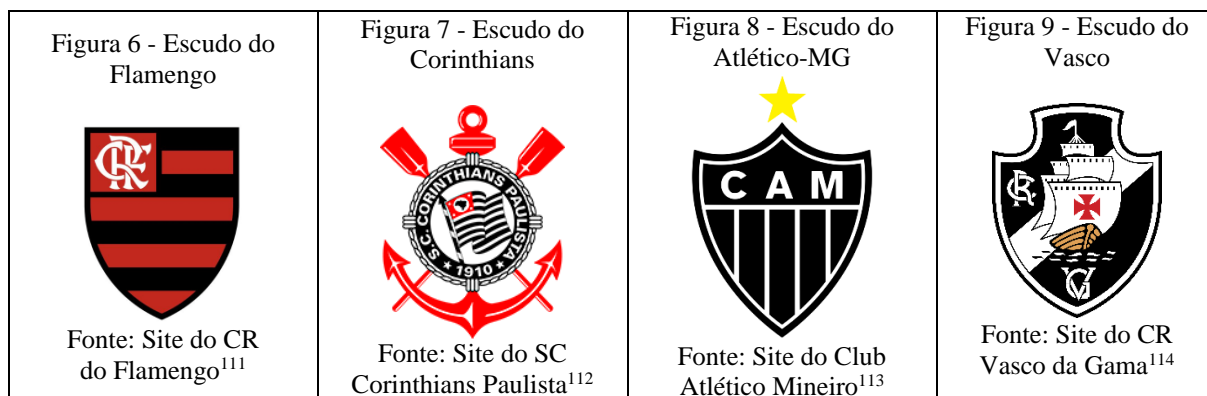 Figura 6 - Escudo do
Flamengo
CRF
Fonte: Site do CR
do Flamengo¹¹¹
Figura 7 - Escudo do
Corinthians
S.C. CORINTHIANS PAULISTA
★ 1910 ★
Fonte: Site do SC
Corinthians Paulista¹¹²
Figura 8 - Escudo do
Atlético-MG
CAM
Fonte: Site do Club
Atlético Mineiro¹¹³
Figura 9 - Escudo do
Vasco
CR
VG
Fonte: Site do CR
Vasco da Gama¹¹⁴